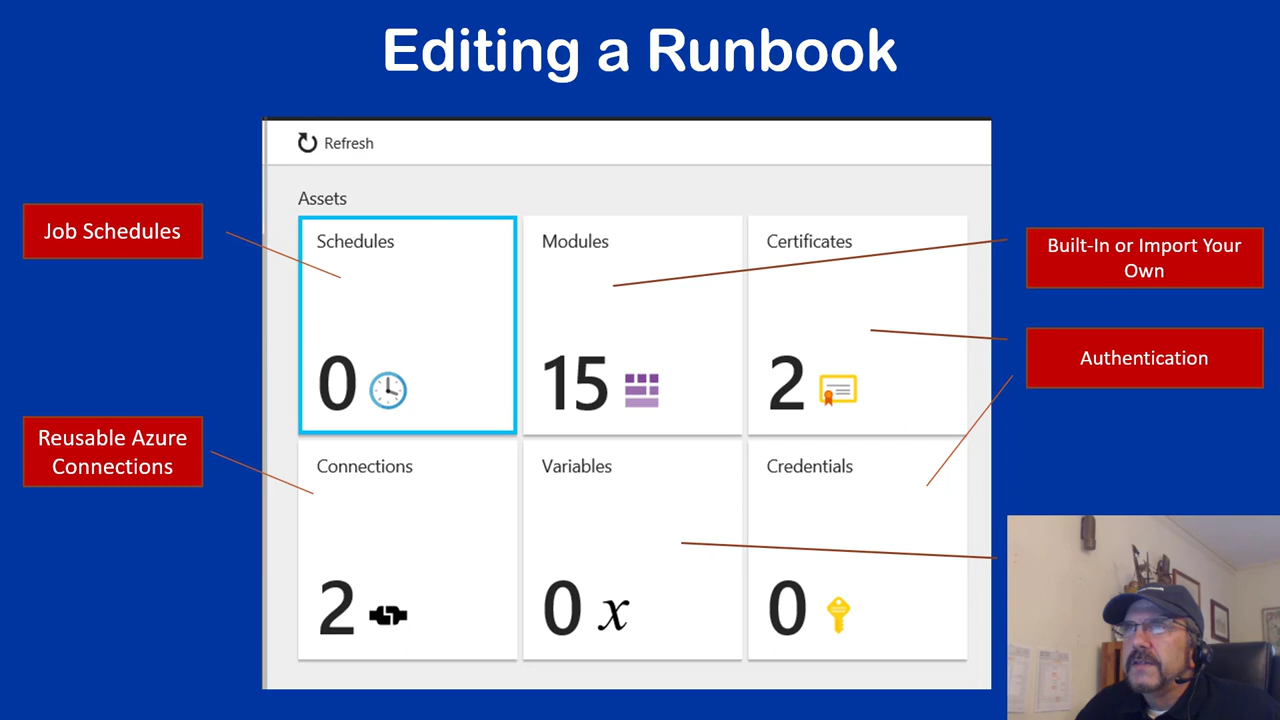 Editing a Runbook
Refresh
Assets
Job Schedules
Schedules
0
Modules
15
Certificates
2
Built-In or Import Your
Own
Authentication
Reusable Azure
Connections
Connections
2
Variables
0 x
Credentials
0